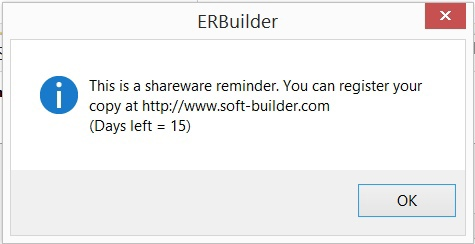 ERBuilder
This is a shareware reminder. You can register your
copy at http://www.soft-builder.com
(Days left = 15)
OK